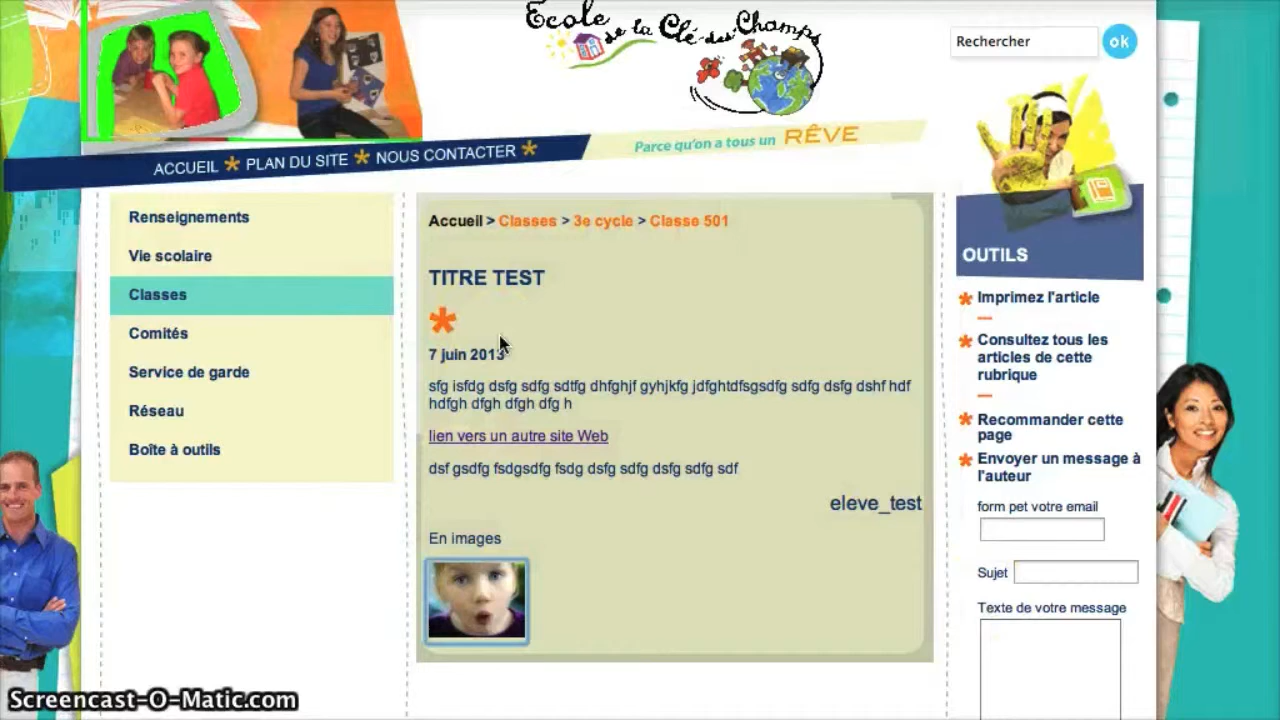 École de la Clé-des-Champs
Rechercher
ok
Parce qu'on a tous un RÊVE
ACCUEIL * PLAN DU SITE * NOUS CONTACTER *
Renseignements
Vie scolaire
Classes
Comités
Service de garde
Réseau
Boîte à outils
Accueil > Classes > 3e cycle > Classe 501
TITRE TEST
*
7 juin 2013
sfg isfdg dsfg sdfg sdtfg dhfghjf gyhjkfg jdfghtdfsgsdfg sdfg dsfg dshf hdf
hdfgh dfgh dfgh dfg h
lien vers un autre site Web
dsf gsdfg fsdgsdfg fsdg dsfg sdfg dsfg sdfg sdf
eleve_test
En images
OUTILS
* Imprimez l'article
* Consultez tous les
articles de cette
rubrique
* Recommander cette
page
* Envoyer un message à
l'auteur
form pet votre email
Sujet
Texte de votre message
Screencast-O-Matic.com